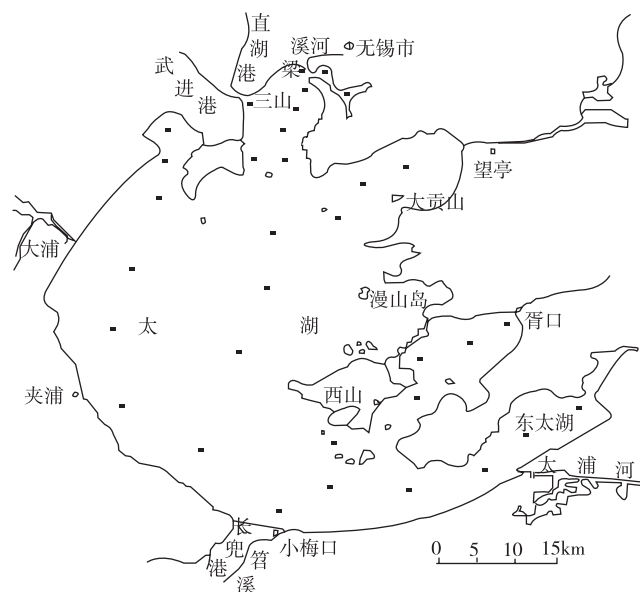 直湖港
梁溪河
无锡市
武进港
三山
望亭
大贡山
大浦
漫山岛
太湖
胥口
夹浦
西山
东太湖
太浦河
长兜港
小梅口
苕溪
0 5 10 15km